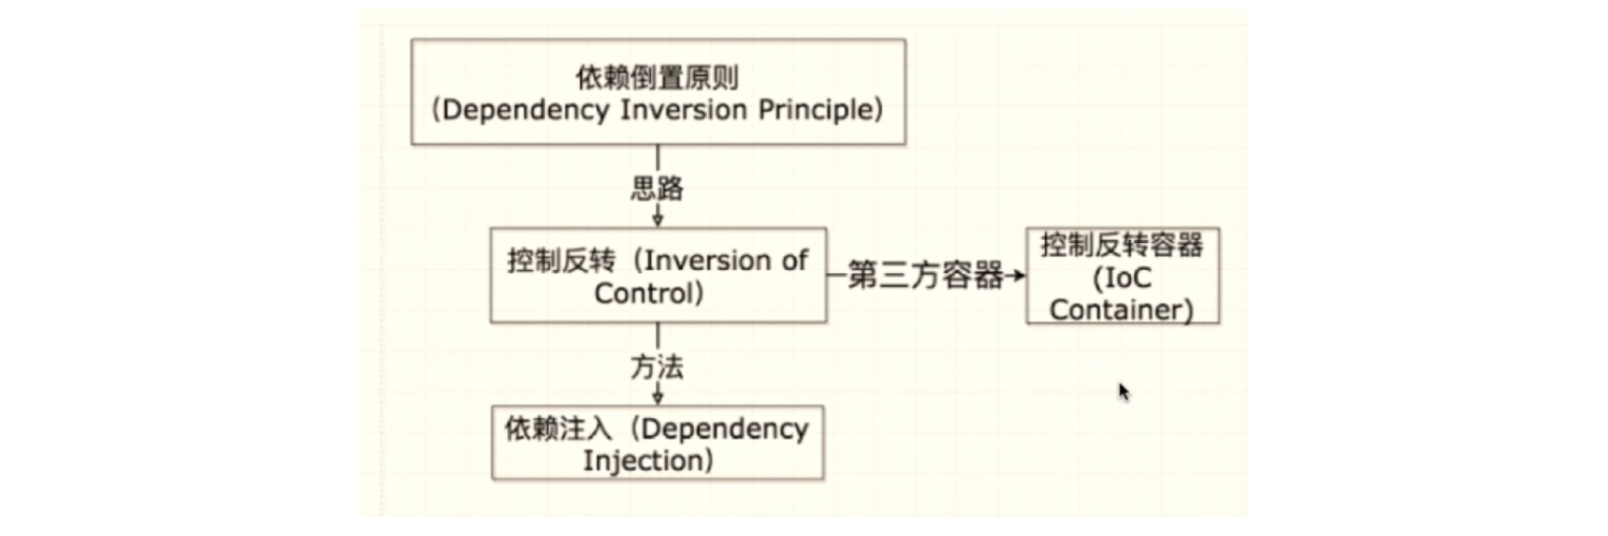 依赖倒置原则
（Dependency Inversion Principle）
思路
控制反转（Inversion of
Control）
第三方容器
控制反转容器
(IoC
Container)
方法
依赖注入（Dependency
Injection）